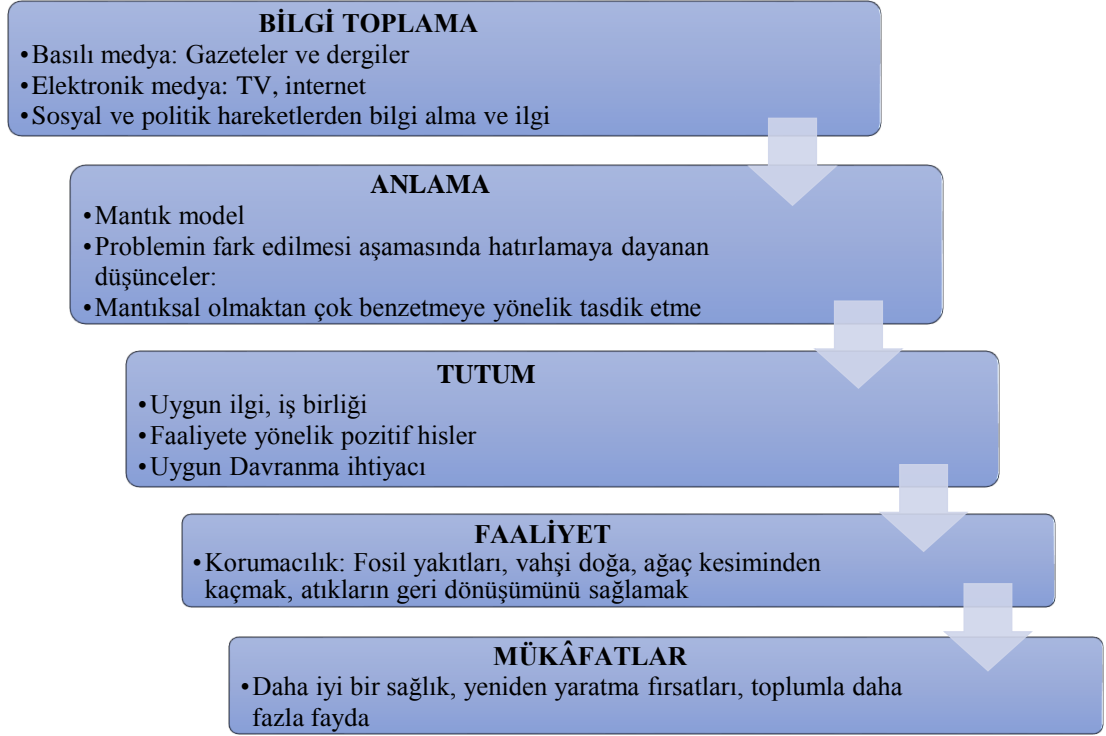 BİLGİ TOPLAMA
•Basılı medya: Gazeteler ve dergiler
•Elektronik medya: TV, internet
•Sosyal ve politik hareketlerden bilgi alma ve ilgi
ANLAMA
•Mantık model
•Problemin fark edilmesi aşamasında hatırlamaya dayanan
düşünceler:
•Mantıksal olmaktan çok benzetmeye yönelik tasdik etme
TUTUM
•Uygun ilgi, iş birliği
•Faaliyete yönelik pozitif hisler
•Uygun Davranma ihtiyacı
FAALİYET
•Korumacılık: Fosil yakıtları, vahşi doğa, ağaç kesiminden
kaçmak, atıkların geri dönüşümünü sağlamak
MÜKÂFATLAR
•Daha iyi bir sağlık, yeniden yaratma fırsatları, toplumla daha
fazla fayda